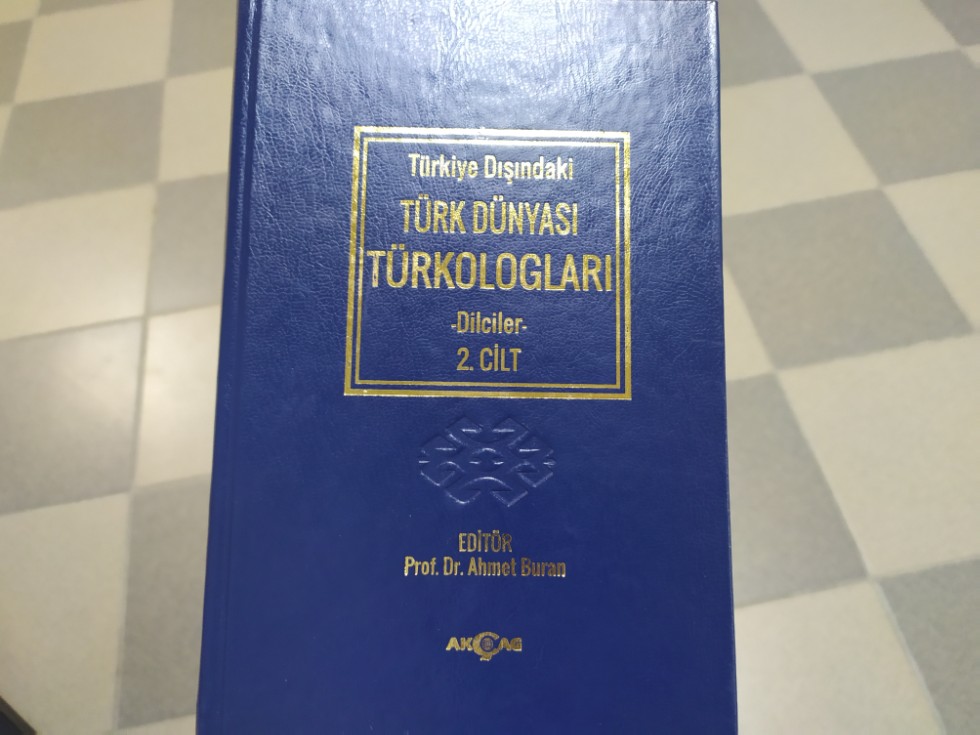 Türkiye Dışındaki
TÜRK DÜNYASI
TÜRKOLOGLARI
-Dilciler-
2. CİLT
EDİTÖR
Prof. Dr. Ahmet Buran
AKÇAĞ